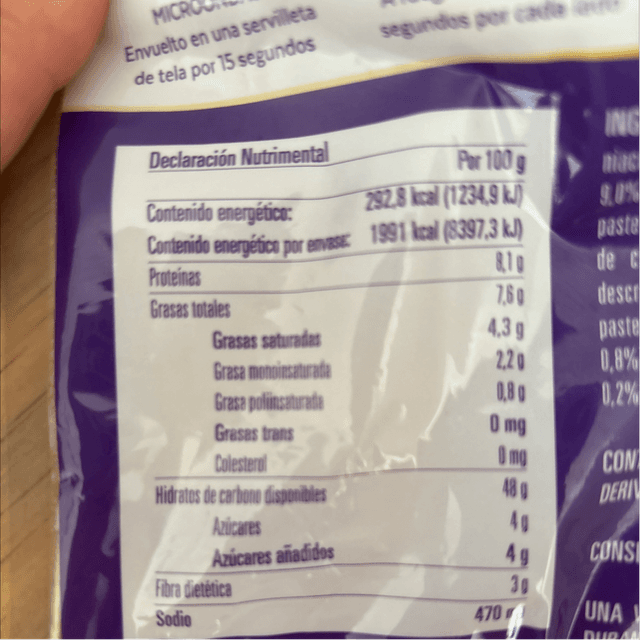 MICROO
Envuelto en una servilleta
de tela por 15 segundos
segundos por cada lado
Declaración Nutrimental
Por 100 g
Contenido energético: 292,8 kcal (1234,9 kJ)
Contenido energético por envase: 1991 kcal (8397,3 kJ)
Proteínas 8,1 g
Grasas totales 7,6 g
Grasas saturadas 4,3 g
Grasa monoinsaturada 2,2 g
Grasa poliinsaturada 0,8 g
Grasas trans 0 mg
Colesterol 0 mg
Hidratos de carbono disponibles 48 g
Azúcares 4 g
Azúcares añadidos 4 g
Fibra dietética 3 g
Sodio 470
ING
niac
9,0%
paste
de c
descr
paste
0,8%
0,2%
CON
DERIV
CONS
UNA